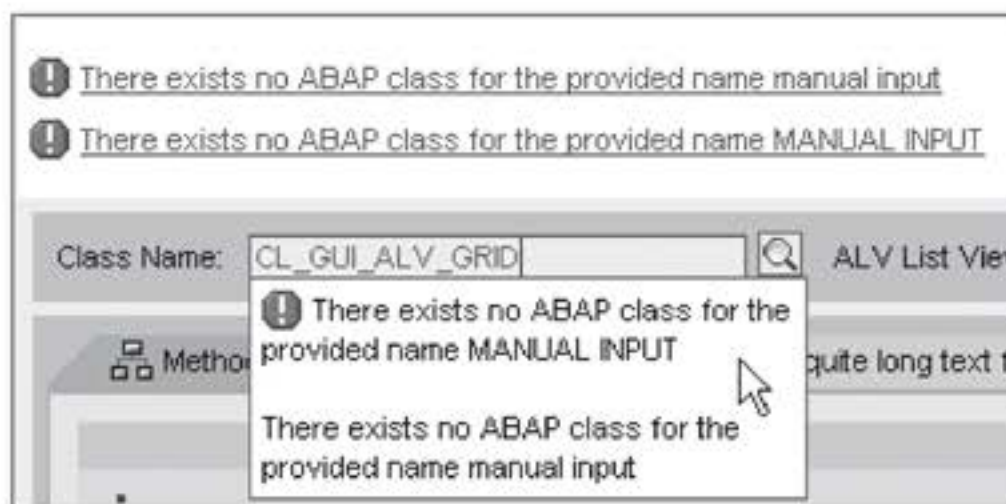 There exists no ABAP class for the provided name manual input
There exists no ABAP class for the provided name MANUAL INPUT
Class Name: CL_GUI_ALV_GRID ALV List
There exists no ABAP class for the
provided name MANUAL INPUT
quite long text
There exists no ABAP class for the
provided name manual input